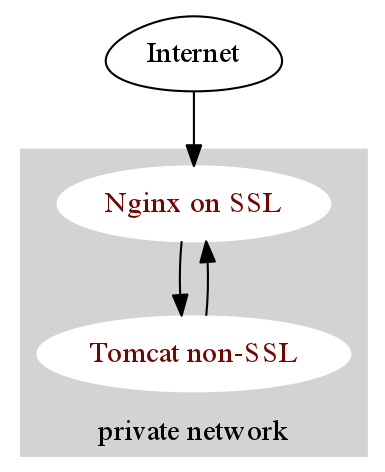 Internet
Nginx on SSL
Tomcat non-SSL
private network